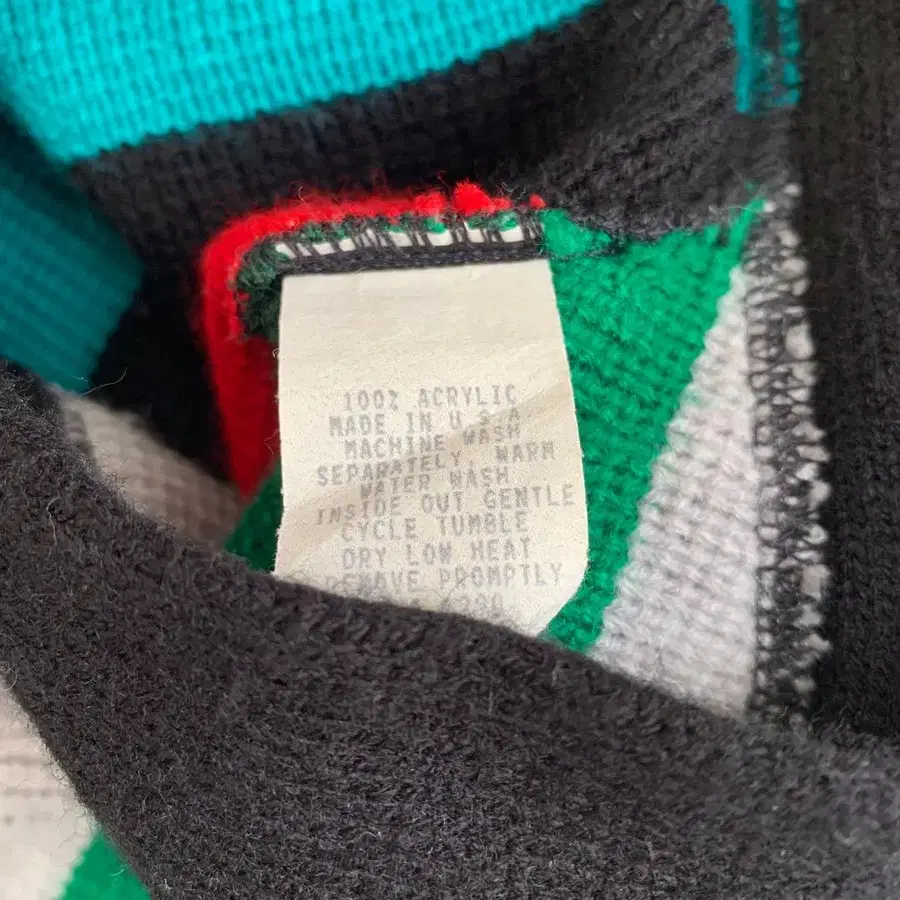 100% ACRYLIC
MADE IN U S A
MACHINE WASH
SEPARATELY, WARM
WATER WASH
INSIDE OUT GENTLE
CYCLE TUMBLE
DRY LOW HEAT
REMAVE PROMPTLY